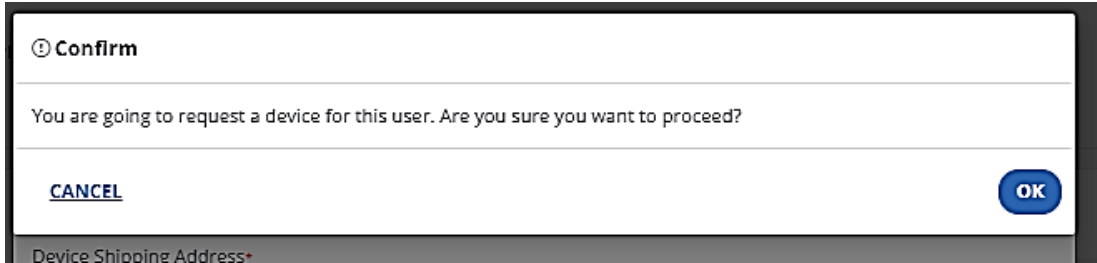 Confirm
You are going to request a device for this user. Are you sure you want to proceed?
CANCEL
OK
Device Shipping Address*